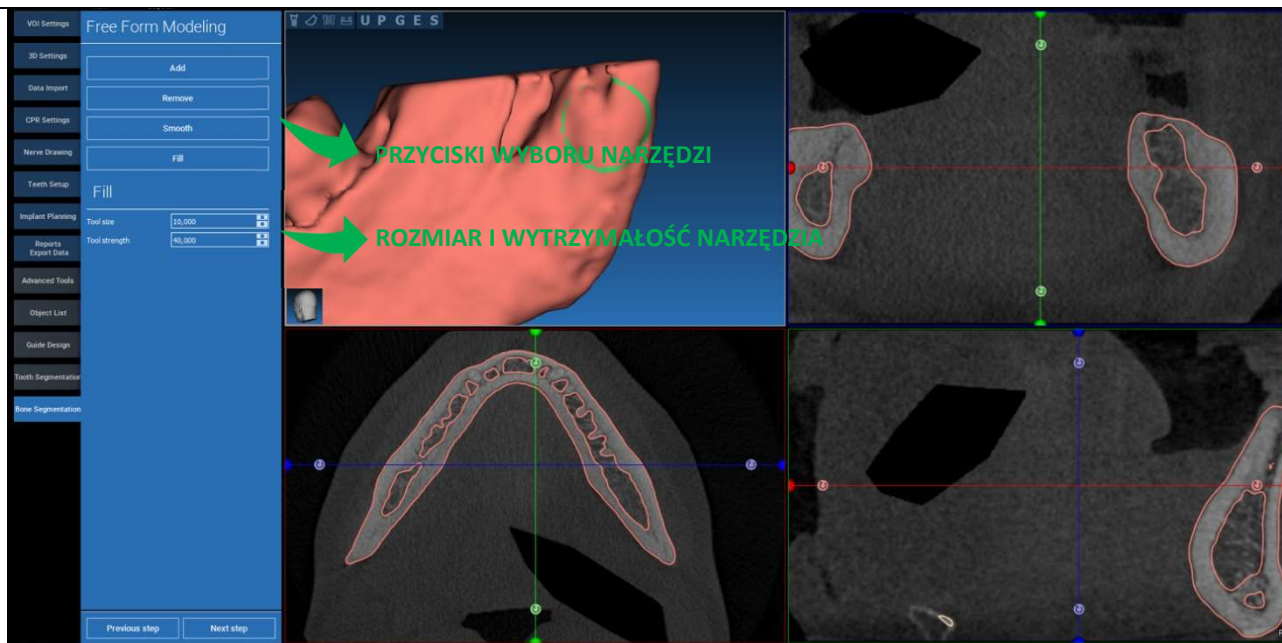 VOI Settings
3D Settings
Data Import
CPR Settings
Nerve Drawing
Teeth Setup
Implant Planning
Reports
Export Data
Advanced Tools
Object List
Guide Design
Tooth Segmentation
Bone Segmentation
Free Form Modeling
Add
Remove
Smooth
Fill
Fill
Tool size
10,000
Tool strength
40,000
Previous step
Next step
U P G E S
PRZYCISKI WYBORU NARZĘDZI
ROZMIAR I WYTRZYMAŁOŚĆ NARZĘDZIA